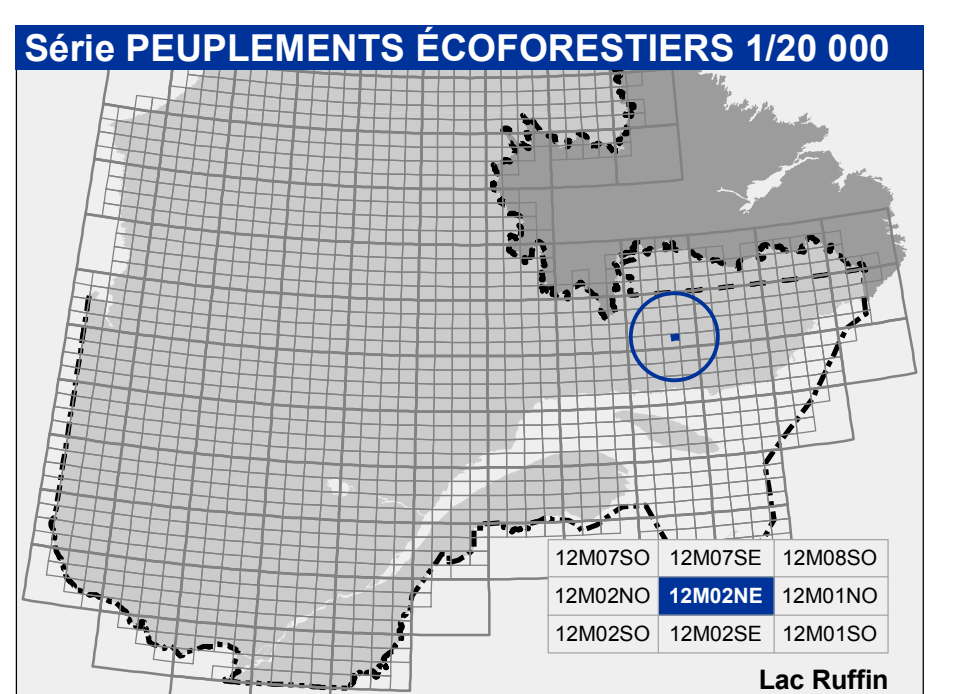 Série PEUPLEMENTS ÉCOFORESTIERS 1/20 000
12M07SO 12M07SE 12M08SO
12M02NO 12M02NE 12M01NO
12M02SO 12M02SE 12M01SO
Lac Ruffin